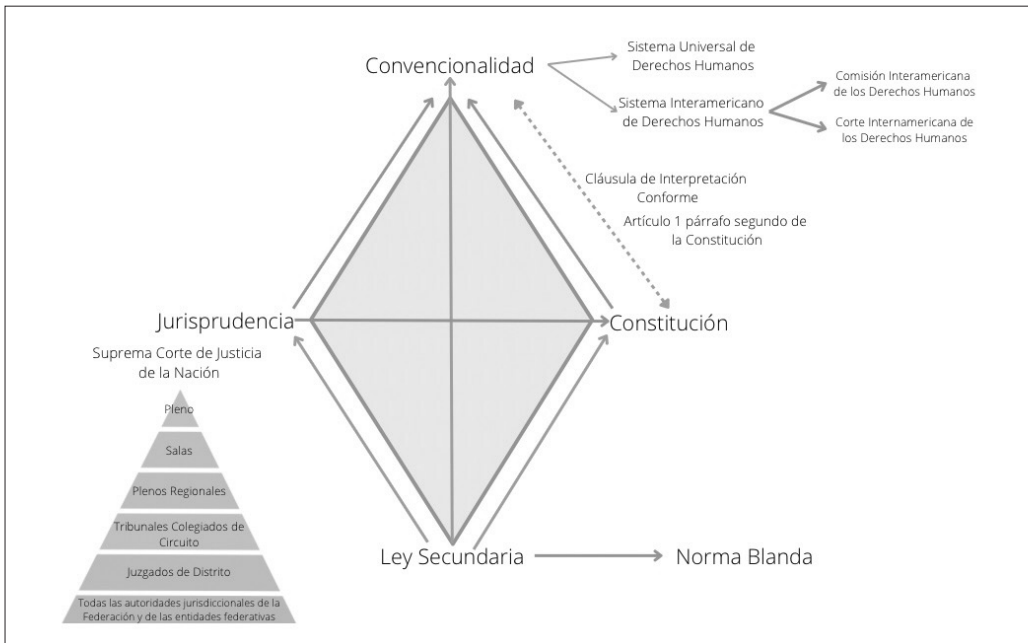 Convencionalidad
Sistema Universal de
Derechos Humanos
Sistema Interamericano
de Derechos Humanos
Comisión Interamericana
de los Derechos Humanos
Corte Internamericana de
los Derechos Humanos
Cláusula de Interpretación
Conforme
Artículo 1 párrafo segundo de
la Constitución
Jurisprudencia
Constitución
Suprema Corte de Justicia
de la Nación
Pleno
Salas
Plenos Regionales
Tribunales Colegiados de
Circuito
Juzgados de Distrito
Todas las autoridades jurisdiccionales de la
Federación y de las entidades federativas
Ley Secundaria
Norma Blanda